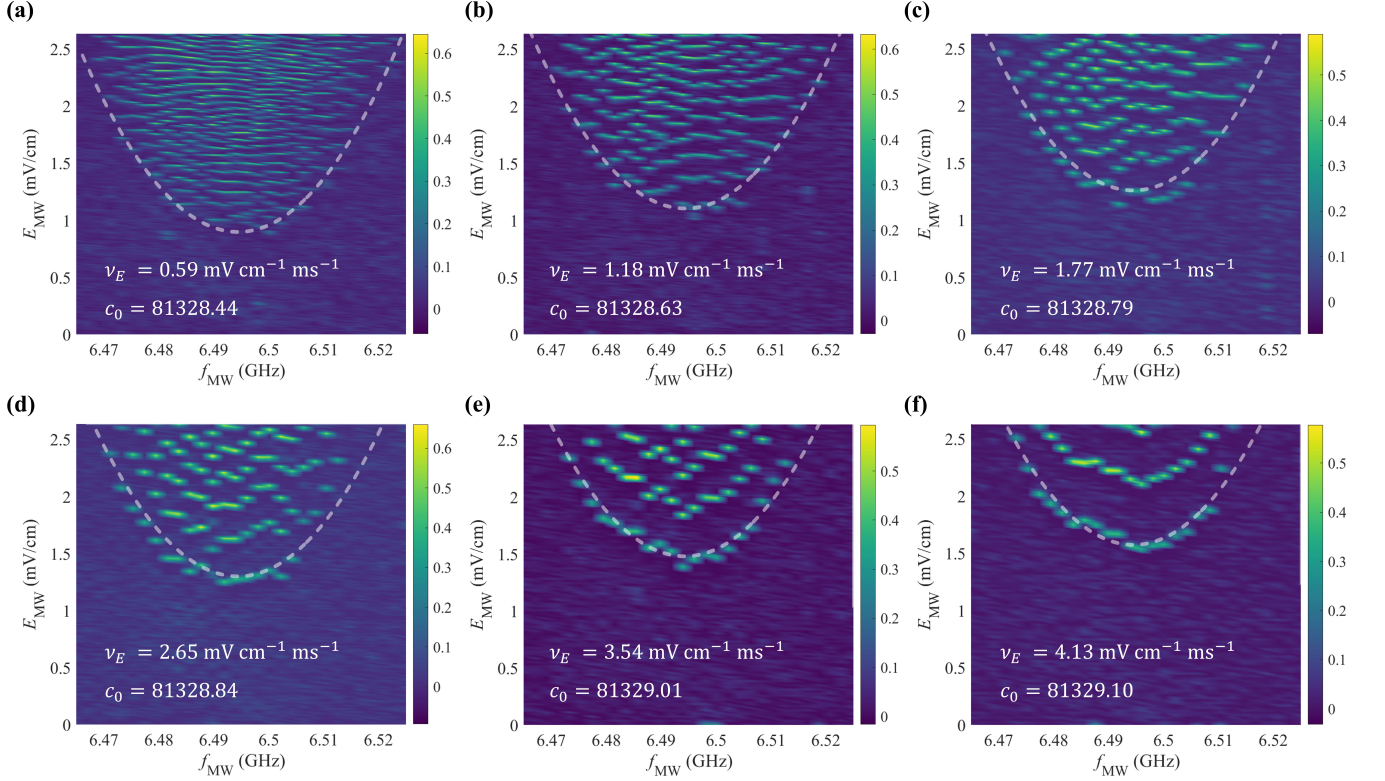 (a)
(b)
(c)
E_MW (mV/cm)
2.5
2
1.5
1
0.5
0
ν_E = 0.59 mV cm⁻¹ ms⁻¹
c₀ = 81328.44
6.47 6.48 6.49 6.5 6.51 6.52
f_MW (GHz)
0.6
0.5
0.4
0.3
0.2
0.1
0
E_MW (mV/cm)
2.5
2
1.5
1
0.5
0
ν_E = 1.18 mV cm⁻¹ ms⁻¹
c₀ = 81328.63
6.47 6.48 6.49 6.5 6.51 6.52
f_MW (GHz)
0.6
0.5
0.4
0.3
0.2
0.1
0
E_MW (mV/cm)
2.5
2
1.5
1
0.5
0
ν_E = 1.77 mV cm⁻¹ ms⁻¹
c₀ = 81328.79
6.47 6.48 6.49 6.5 6.51 6.52
f_MW (GHz)
0.5
0.4
0.3
0.2
0.1
0
(d)
(e)
(f)
E_MW (mV/cm)
2.5
2
1.5
1
0.5
0
ν_E = 2.65 mV cm⁻¹ ms⁻¹
c₀ = 81328.84
6.47 6.48 6.49 6.5 6.51 6.52
f_MW (GHz)
0.6
0.5
0.4
0.3
0.2
0.1
0
E_MW (mV/cm)
2.5
2
1.5
1
0.5
0
ν_E = 3.54 mV cm⁻¹ ms⁻¹
c₀ = 81329.01
6.47 6.48 6.49 6.5 6.51 6.52
f_MW (GHz)
0.5
0.4
0.3
0.2
0.1
0
E_MW (mV/cm)
2.5
2
1.5
1
0.5
0
ν_E = 4.13 mV cm⁻¹ ms⁻¹
c₀ = 81329.10
6.47 6.48 6.49 6.5 6.51 6.52
f_MW (GHz)
0.5
0.4
0.3
0.2
0.1
0